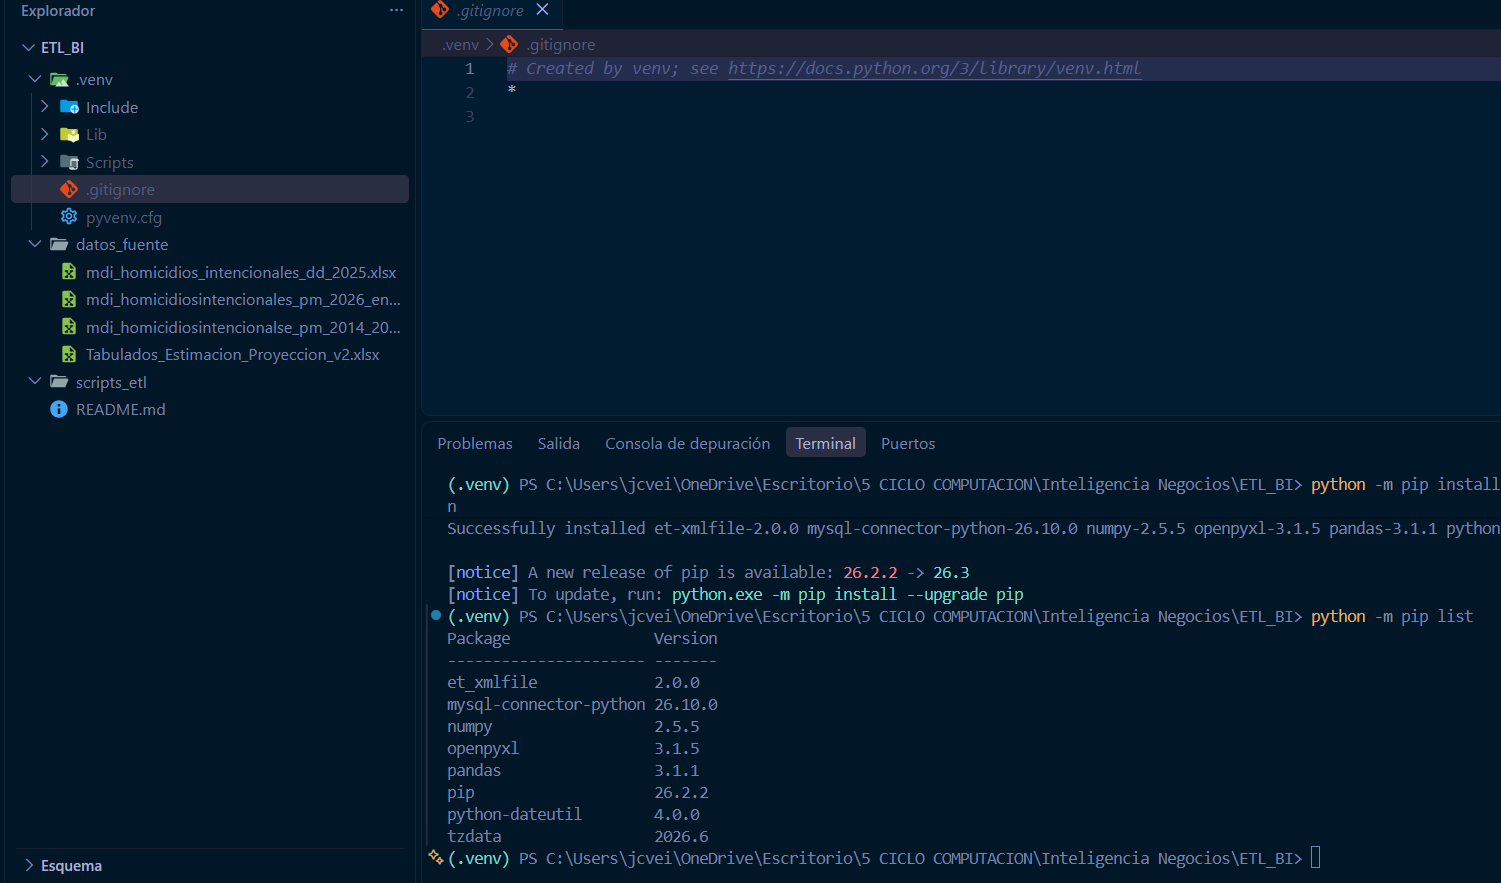 Explorador
ETL_BI
.venv
Include
Lib
Scripts
.gitignore
pyvenv.cfg
datos_fuente
mdi_homicidios_intencionales_dd_2025.xlsx
mdi_homicidiosintencionales_pm_2026_en...
mdi_homicidiosintencionalse_pm_2014_20...
Tabulados_Estimacion_Proyeccion_v2.xlsx
scripts_etl
README.md
Esquema
.gitignore
.venv > .gitignore
1 # Created by venv; see https://docs.python.org/3/library/venv.html
2 *
3
Problemas Salida Consola de depuración Terminal Puertos
(.venv) PS C:\Users\jcvei\OneDrive\Escritorio\5 CICLO COMPUTACION\Inteligencia Negocios\ETL_BI> python -m pip install
n
Successfully installed et-xmlfile-2.0.0 mysql-connector-python-26.10.0 numpy-2.5.5 openpyxl-3.1.5 pandas-3.1.1 python
[notice] A new release of pip is available: 26.2.2 -> 26.3
[notice] To update, run: python.exe -m pip install --upgrade pip
(.venv) PS C:\Users\jcvei\OneDrive\Escritorio\5 CICLO COMPUTACION\Inteligencia Negocios\ETL_BI> python -m pip list
Package Version
---------------------- -------
et_xmlfile 2.0.0
mysql-connector-python 26.10.0
numpy 2.5.5
openpyxl 3.1.5
pandas 3.1.1
pip 26.2.2
python-dateutil 4.0.0
tzdata 2026.6
(.venv) PS C:\Users\jcvei\OneDrive\Escritorio\5 CICLO COMPUTACION\Inteligencia Negocios\ETL_BI>